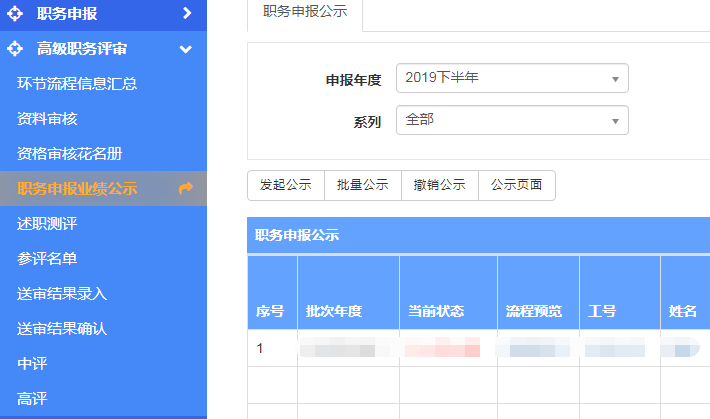 职务申报
高级职务评审
环节流程信息汇总
资料审核
资格审核花名册
职务申报业绩公示
述职测评
参评名单
送审结果录入
送审结果确认
中评
高评
职务申报公示
申报年度 2019下半年
系列 全部
发起公示 批量公示 撤销公示 公示页面
职务申报公示
序号 批次年度 当前状态 流程预览 工号 姓名
1